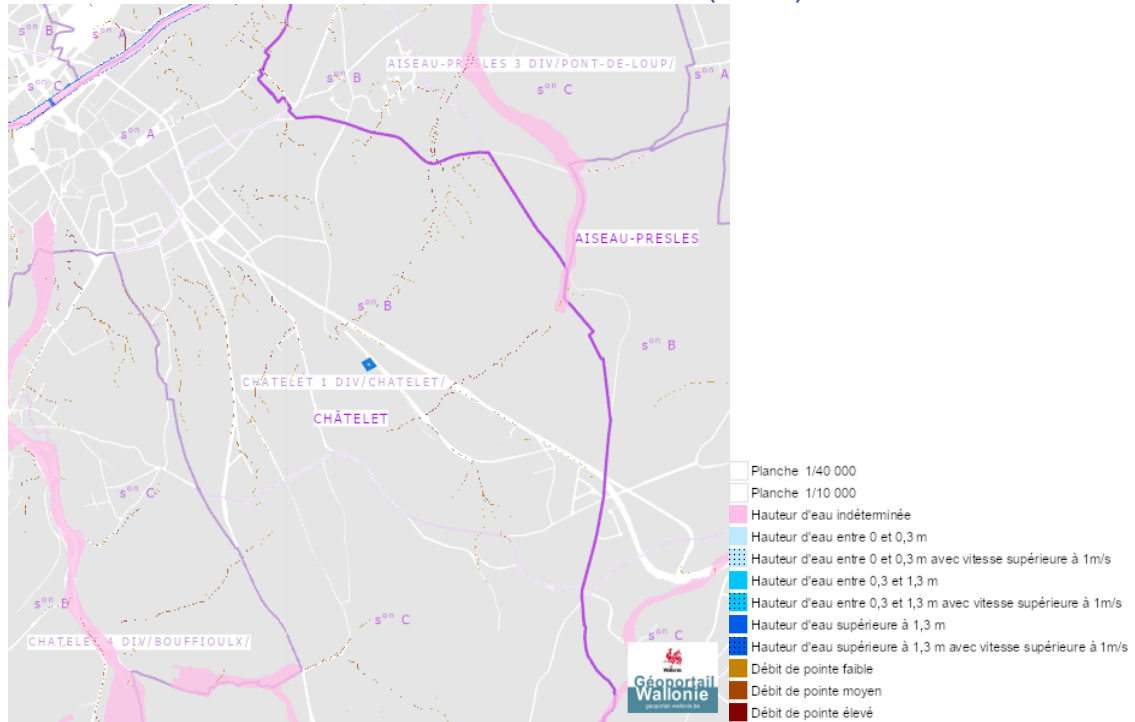 sᵒⁿ B
sᵒⁿ A
sᵒⁿ C
sᵒⁿ A
AISEAU-PRESLES 3 DIV/PONT-DE-LOUP/
sᵒⁿ B
sᵒⁿ C
sᵒⁿ A
AISEAU-PRESLES
sᵒⁿ B
sᵒⁿ B
CHATELET 1 DIV/CHATELET/
CHÂTELET
sᵒⁿ C
sᵒⁿ B
sᵒⁿ C
CHATELET 4 DIV/BOUFFIOULX/
sᵒⁿ C
Wallonie
Géoportail
Wallonie
geoportail.wallonie.be
Planche 1/40 000
Planche 1/10 000
Hauteur d'eau indéterminée
Hauteur d'eau entre 0 et 0,3 m
Hauteur d'eau entre 0 et 0,3 m avec vitesse supérieure à 1m/s
Hauteur d'eau entre 0,3 et 1,3 m
Hauteur d'eau entre 0,3 et 1,3 m avec vitesse supérieure à 1m/s
Hauteur d'eau supérieure à 1,3 m
Hauteur d'eau supérieure à 1,3 m avec vitesse supérieure à 1m/s
Débit de pointe faible
Débit de pointe moyen
Débit de pointe élevé